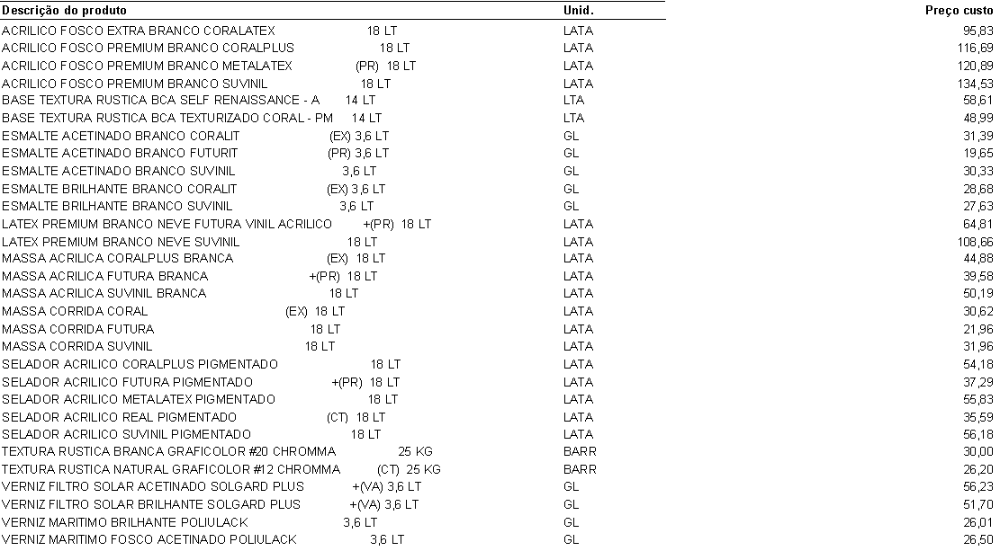 Descrição do produto Unid. Preço custo
ACRILICO FOSCO EXTRA BRANCO CORALATEX 18 LT LATA 95,83
ACRILICO FOSCO PREMIUM BRANCO CORALPLUS 18 LT LATA 116,69
ACRILICO FOSCO PREMIUM BRANCO METALATEX (PR) 18 LT LATA 120,89
ACRILICO FOSCO PREMIUM BRANCO SUVINIL 18 LT LATA 134,53
BASE TEXTURA RUSTICA BCA SELF RENAISSANCE - A 14 LT LTA 58,61
BASE TEXTURA RUSTICA BCA TEXTURIZADO CORAL - PM 14 LT LTA 48,99
ESMALTE ACETINADO BRANCO CORALIT (EX) 3,6 LT GL 31,39
ESMALTE ACETINADO BRANCO FUTURIT (PR) 3,6 LT GL 19,65
ESMALTE ACETINADO BRANCO SUVINIL 3,6 LT GL 30,33
ESMALTE BRILHANTE BRANCO CORALIT (EX) 3,6 LT GL 28,68
ESMALTE BRILHANTE BRANCO SUVINIL 3,6 LT GL 27,63
LATEX PREMIUM BRANCO NEVE FUTURA VINIL ACRILICO +(PR) 18 LT LATA 64,81
LATEX PREMIUM BRANCO NEVE SUVINIL 18 LT LATA 108,66
MASSA ACRILICA CORALPLUS BRANCA (EX) 18 LT LATA 44,88
MASSA ACRILICA FUTURA BRANCA +(PR) 18 LT LATA 39,58
MASSA ACRILICA SUVINIL BRANCA 18 LT LATA 50,19
MASSA CORRIDA CORAL (EX) 18 LT LATA 30,62
MASSA CORRIDA FUTURA 18 LT LATA 21,96
MASSA CORRIDA SUVINIL 18 LT LATA 31,96
SELADOR ACRILICO CORALPLUS PIGMENTADO 18 LT LATA 54,18
SELADOR ACRILICO FUTURA PIGMENTADO +(PR) 18 LT LATA 37,29
SELADOR ACRILICO METALATEX PIGMENTADO 18 LT LATA 55,83
SELADOR ACRILICO REAL PIGMENTADO (CT) 18 LT LATA 35,59
SELADOR ACRILICO SUVINIL PIGMENTADO 18 LT LATA 56,18
TEXTURA RUSTICA BRANCA GRAFICOLOR #20 CHROMMA 25 KG BARR 30,00
TEXTURA RUSTICA NATURAL GRAFICOLOR #12 CHROMMA (CT) 25 KG BARR 26,20
VERNIZ FILTRO SOLAR ACETINADO SOLGARD PLUS +(VA) 3,6 LT GL 56,23
VERNIZ FILTRO SOLAR BRILHANTE SOLGARD PLUS +(VA) 3,6 LT GL 51,70
VERNIZ MARITIMO BRILHANTE POLIULACK 3,6 LT GL 26,01
VERNIZ MARITIMO FOSCO ACETINADO POLIULACK 3,6 LT GL 26,50